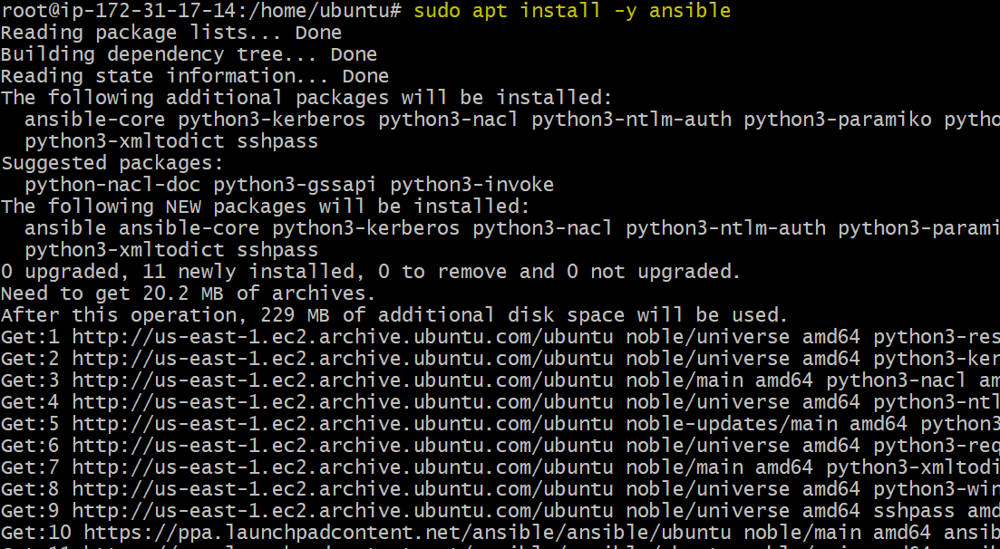 root@ip-172-31-17-14:/home/ubuntu# sudo apt install -y ansible
Reading package lists... Done
Building dependency tree... Done
Reading state information... Done
The following additional packages will be installed:
  ansible-core python3-kerberos python3-nacl python3-ntlm-auth python3-paramiko pytho
  python3-xmltodict sshpass
Suggested packages:
  python-nacl-doc python3-gssapi python3-invoke
The following NEW packages will be installed:
  ansible ansible-core python3-kerberos python3-nacl python3-ntlm-auth python3-parami
  python3-xmltodict sshpass
0 upgraded, 11 newly installed, 0 to remove and 0 not upgraded.
Need to get 20.2 MB of archives.
After this operation, 229 MB of additional disk space will be used.
Get:1 http://us-east-1.ec2.archive.ubuntu.com/ubuntu noble/universe amd64 python3-res
Get:2 http://us-east-1.ec2.archive.ubuntu.com/ubuntu noble/universe amd64 python3-ker
Get:3 http://us-east-1.ec2.archive.ubuntu.com/ubuntu noble/main amd64 python3-nacl am
Get:4 http://us-east-1.ec2.archive.ubuntu.com/ubuntu noble/universe amd64 python3-ntl
Get:5 http://us-east-1.ec2.archive.ubuntu.com/ubuntu noble-updates/main amd64 python3
Get:6 http://us-east-1.ec2.archive.ubuntu.com/ubuntu noble/universe amd64 python3-req
Get:7 http://us-east-1.ec2.archive.ubuntu.com/ubuntu noble/main amd64 python3-xmltodi
Get:8 http://us-east-1.ec2.archive.ubuntu.com/ubuntu noble/universe amd64 python3-win
Get:9 http://us-east-1.ec2.archive.ubuntu.com/ubuntu noble/universe amd64 sshpass amd
Get:10 https://ppa.launchpadcontent.net/ansible/ansible/ubuntu noble/main amd64 ansib